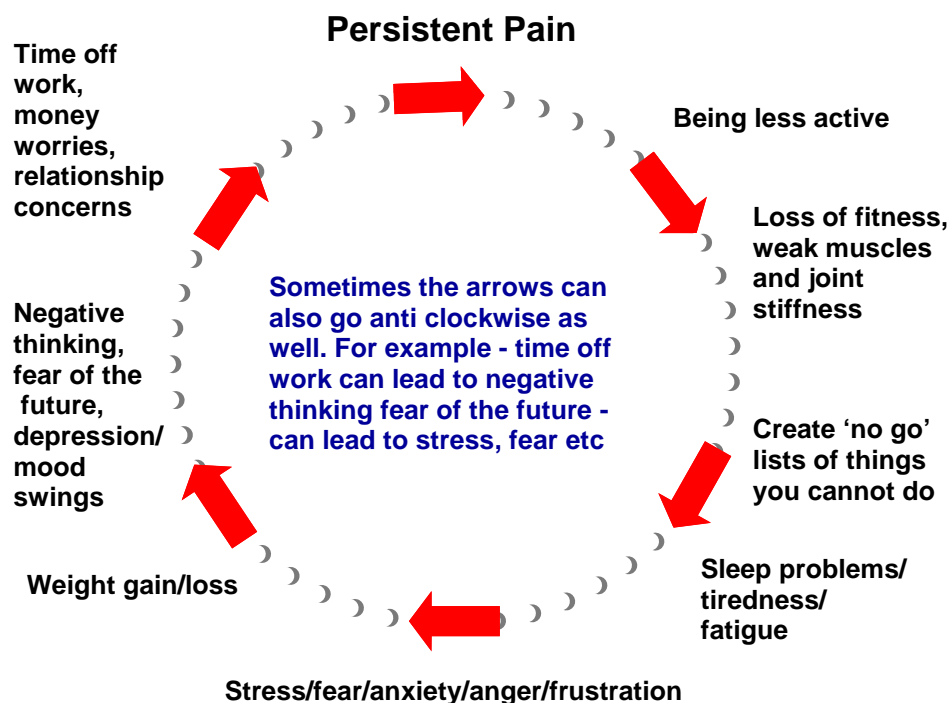 Persistent Pain
Being less active
Loss of fitness,
weak muscles
and joint
stiffness
Create ‘no go’
lists of things
you cannot do
Sleep problems/
tiredness/
fatigue
Stress/fear/anxiety/anger/frustration
Weight gain/loss
Negative
thinking,
fear of the
future,
depression/
mood
swings
Time off
work,
money
worries,
relationship
concerns
Sometimes the arrows can
also go anti clockwise as
well. For example - time off
work can lead to negative
thinking fear of the future -
can lead to stress, fear etc